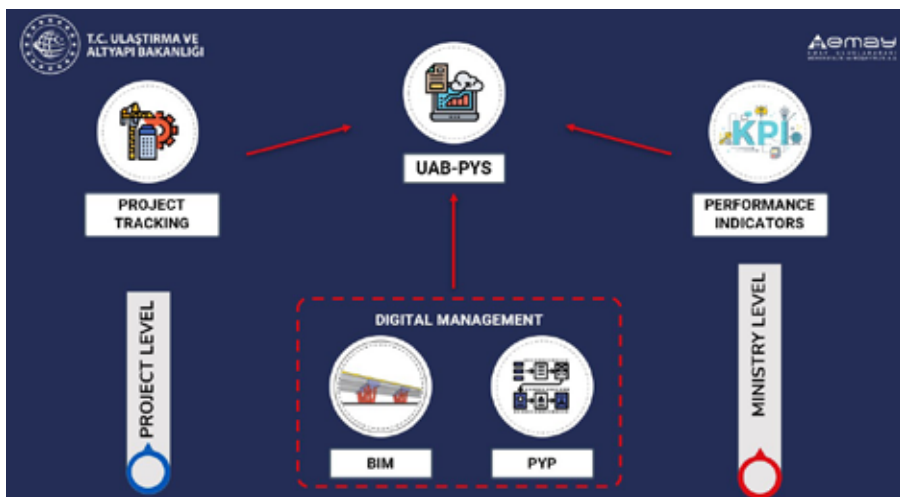 T.C. ULAŞTIRMA VE
ALTYAPI BAKANLIĞI
Aemay
UAB-PYS
PROJECT
TRACKING
KPI
PERFORMANCE
INDICATORS
PROJECT LEVEL
DIGITAL MANAGEMENT
BIM
PYP
MINISTRY LEVEL